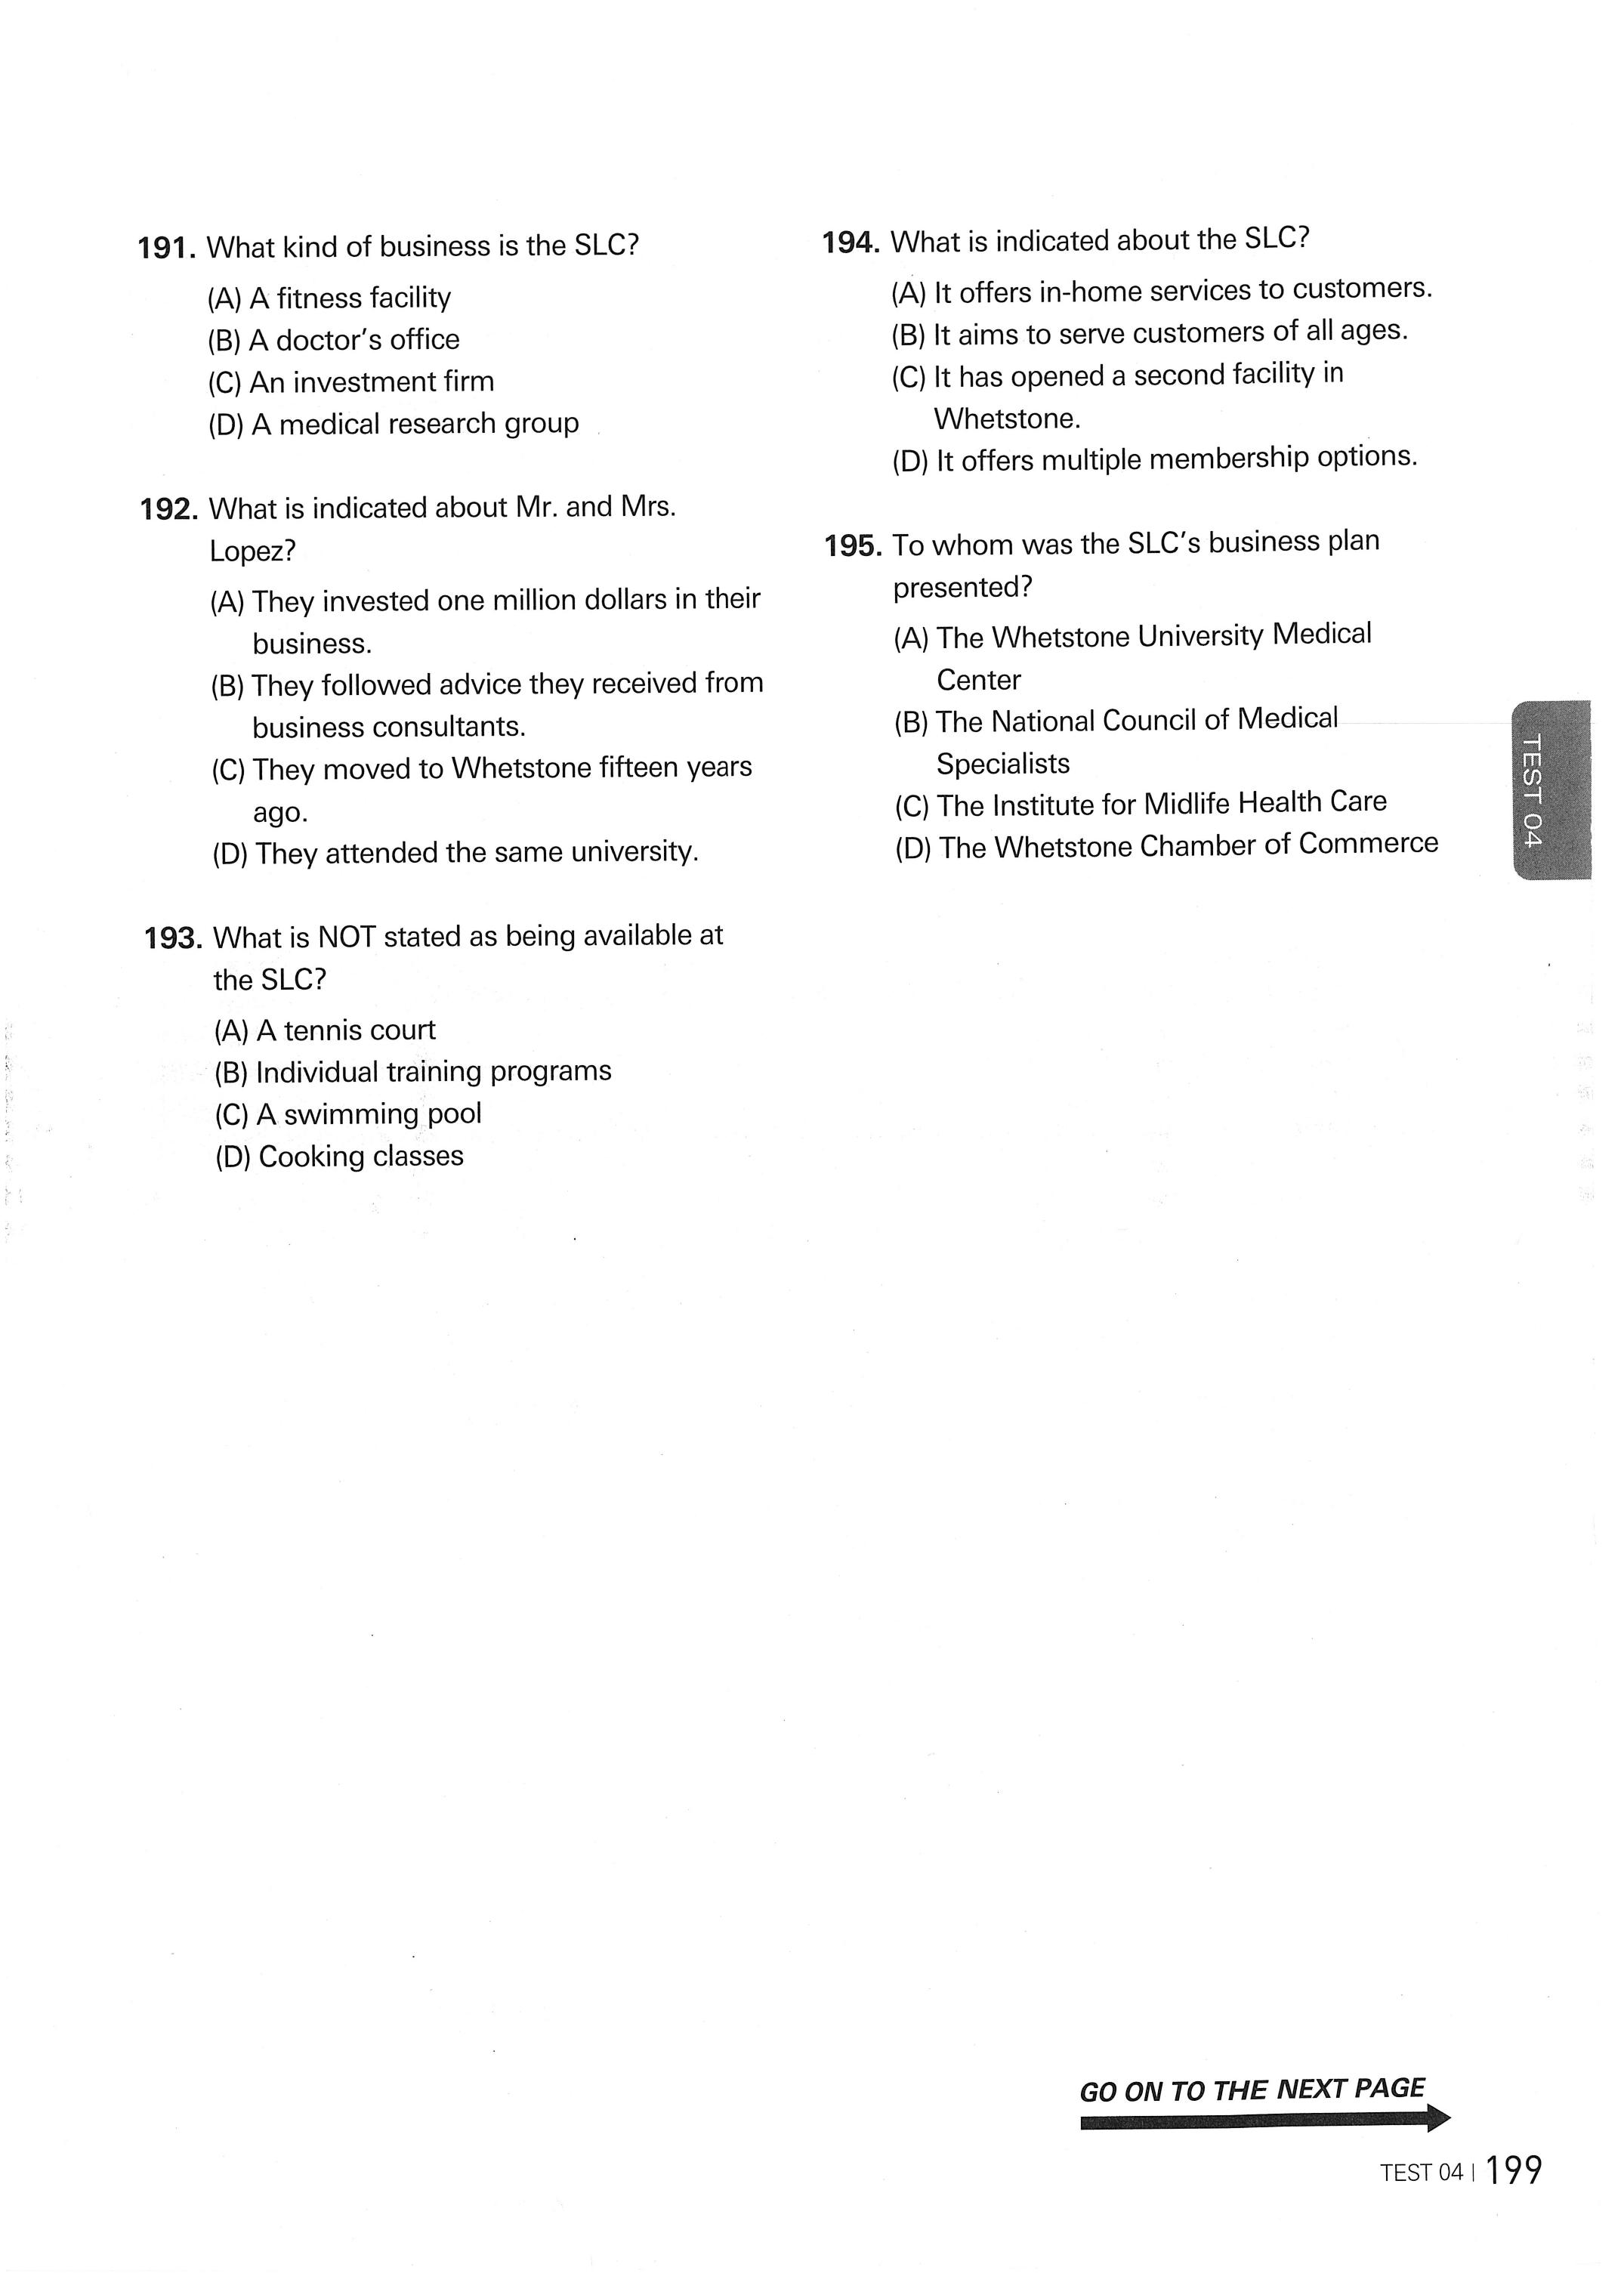 191. What kind of business is the SLC?
(A) A fitness facility
(B) A doctor's office
(C) An investment firm
(D) A medical research group
192. What is indicated about Mr. and Mrs.
Lopez?
(A) They invested one million dollars in their
business.
(B) They followed advice they received from
business consultants.
(C) They moved to Whetstone fifteen years
ago.
(D) They attended the same university.
193. What is NOT stated as being available at
the SLC?
(A) A tennis court
(B) Individual training programs
(C) A swimming pool
(D) Cooking classes
194. What is indicated about the SLC?
(A) It offers in-home services to customers.
(B) It aims to serve customers of all ages.
(C) It has opened a second facility in
Whetstone.
(D) It offers multiple membership options.
195. To whom was the SLC's business plan
presented?
(A) The Whetstone University Medical
Center
(B) The National Council of Medical
Specialists
(C) The Institute for Midlife Health Care
(D) The Whetstone Chamber of Commerce
TEST 04
GO ON TO THE NEXT PAGE
TEST 04 | 199